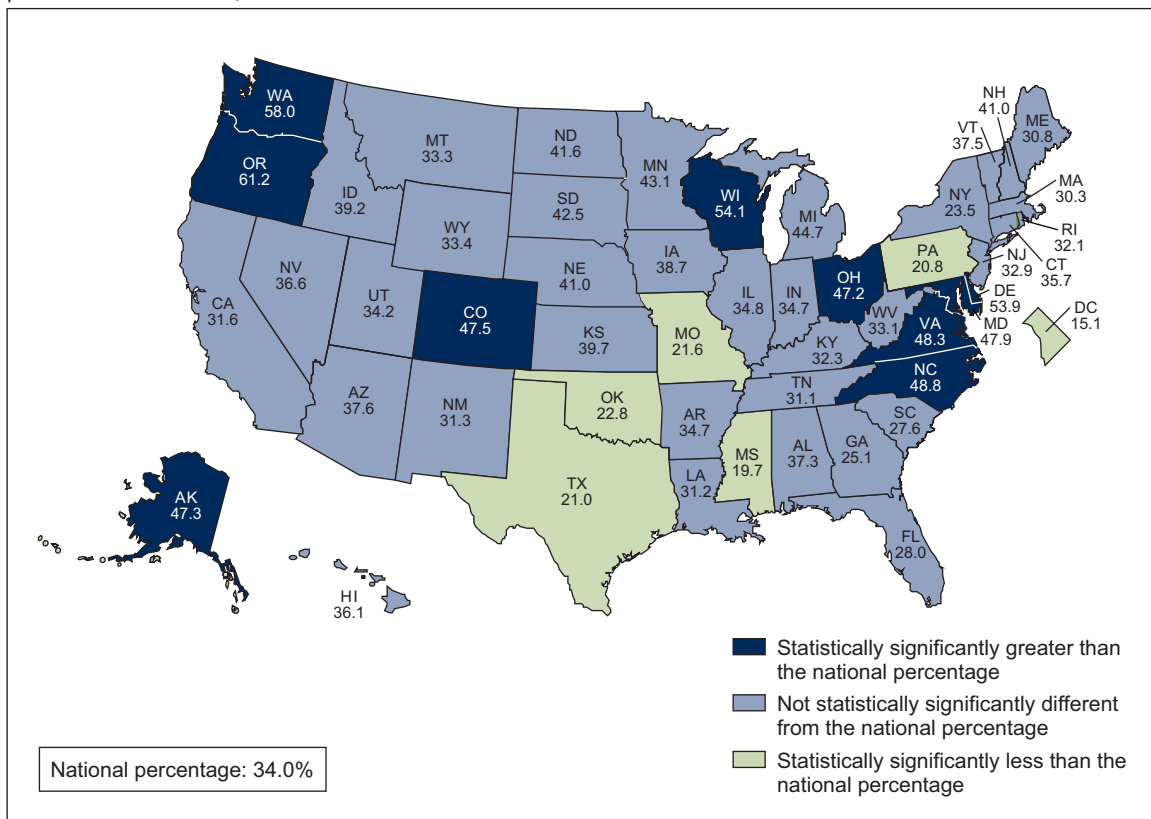 WA
58.0
OR
61.2
MT
33.3
ID
39.2
WY
33.4
ND
41.6
SD
42.5
NE
41.0
KS
39.7
MN
43.1
IA
38.7
WI
54.1
MI
44.7
NV
36.6
UT
34.2
CO
47.5
CA
31.6
AZ
37.6
NM
31.3
MO
21.6
OK
22.8
TX
21.0
AR
34.7
LA
31.2
MS
19.7
IL
34.8
IN
34.7
OH
47.2
KY
32.3
TN
31.1
AL
37.3
GA
25.1
FL
28.0
SC
27.6
NC
48.8
VA
48.3
WV
33.1
PA
20.8
NY
23.5
VT
37.5
NH
41.0
ME
30.8
MA
30.3
RI
32.1
CT
35.7
NJ
32.9
DE
53.9
MD
47.9
DC
15.1
AK
47.3
HI
36.1
Statistically significantly greater than
the national percentage
Not statistically significantly different
from the national percentage
Statistically significantly less than the
national percentage
National percentage: 34.0%